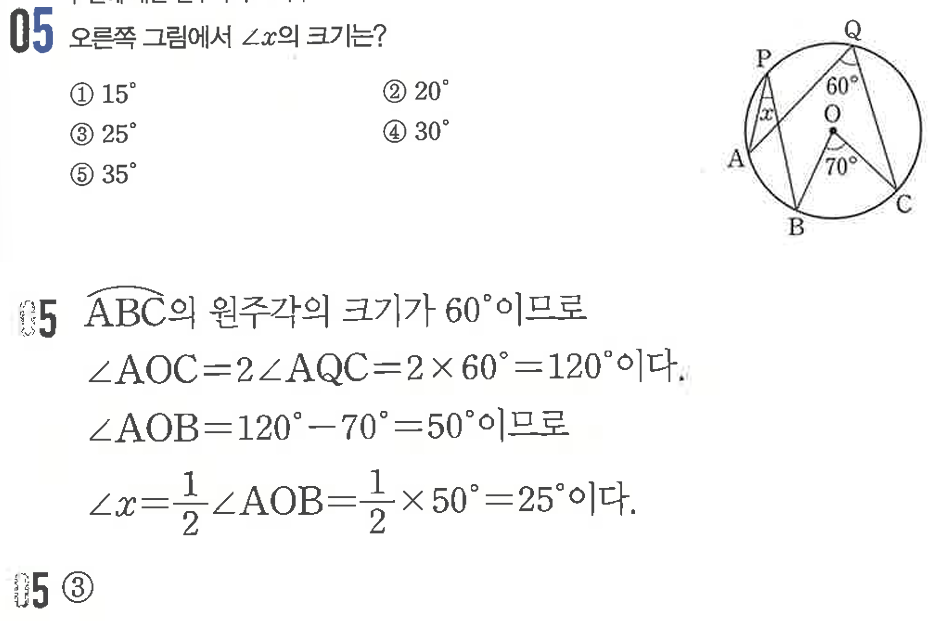 05 오른쪽 그림에서 ∠x의 크기는?
① 15° ② 20°
③ 25° ④ 30°
⑤ 35°
Q
P
60°
x
O
A
70°
C
B
05 ABC의 원주각의 크기가 60°이므로
∠AOC=2∠AQC=2×60°=120°이다.
∠AOB=120°-70°=50°이므로
∠x=1/2∠AOB=1/2×50°=25°이다.
05 ③